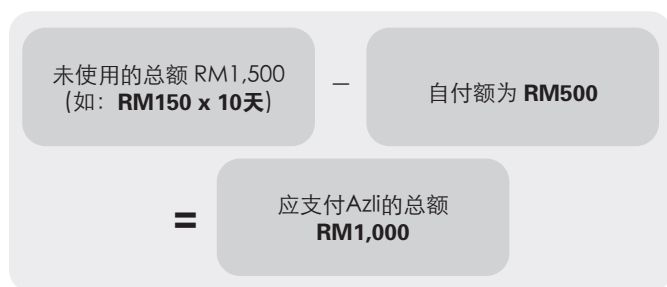 未使用的总额 RM1,500
(如：RM150 x 10天)
–
自付额为 RM500
=
应支付Azli的总额
RM1,000